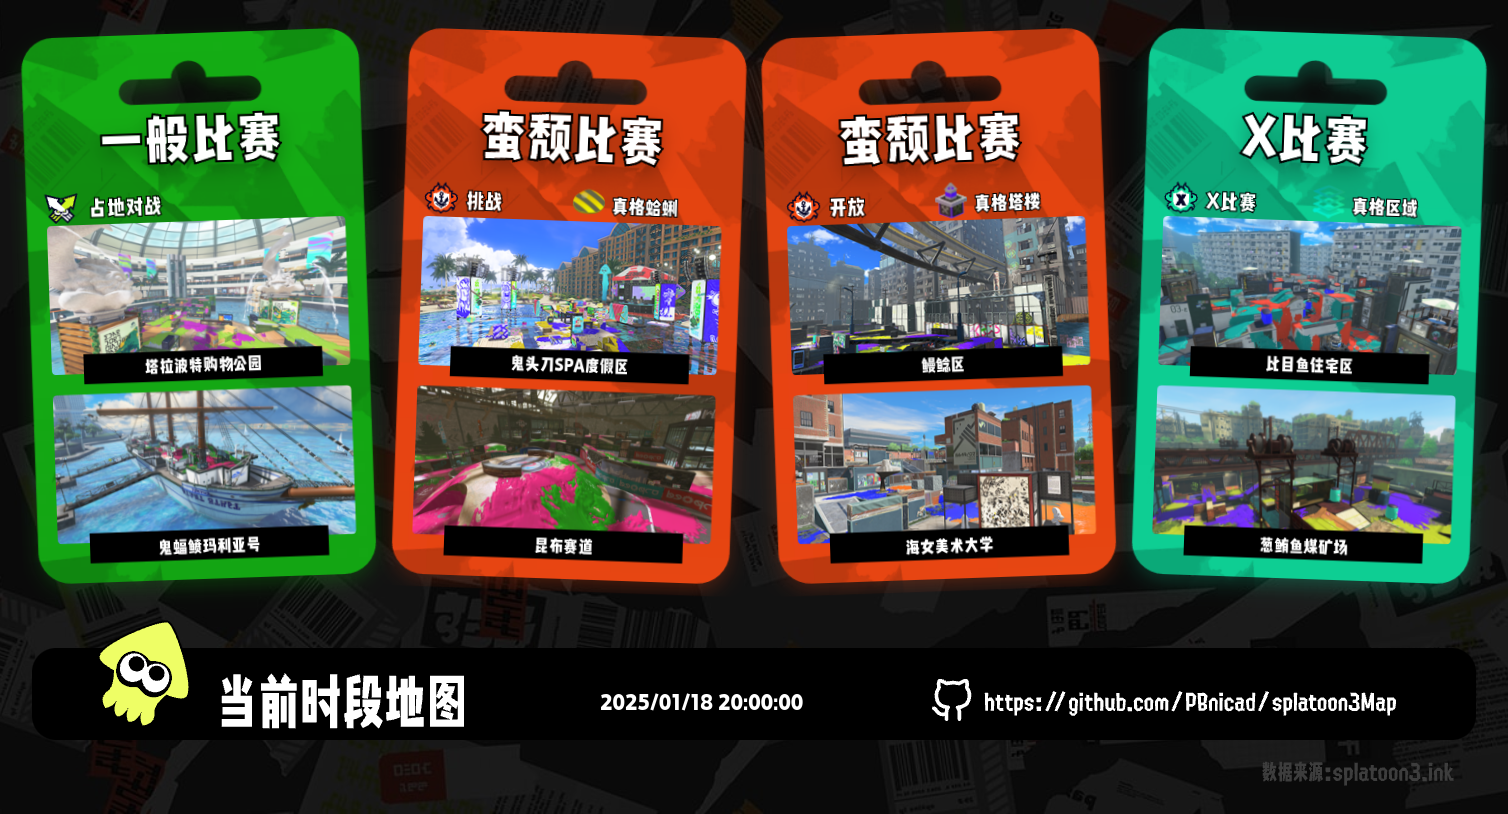 一般比赛
占地对战
塔拉波特购物公园
鬼蝠鲼玛利亚号
蛮颓比赛
挑战
真格蛤蜊
鬼头刀SPA度假区
昆布赛道
蛮颓比赛
开放
真格塔楼
鳗鲶区
海女美术大学
X比赛
X比赛
真格区域
比目鱼住宅区
葱鲔鱼煤矿场
当前时段地图
2025/01/18 20:00:00
https://github.com/PBnicad/splatoon3Map
数据来源:splatoon3.ink